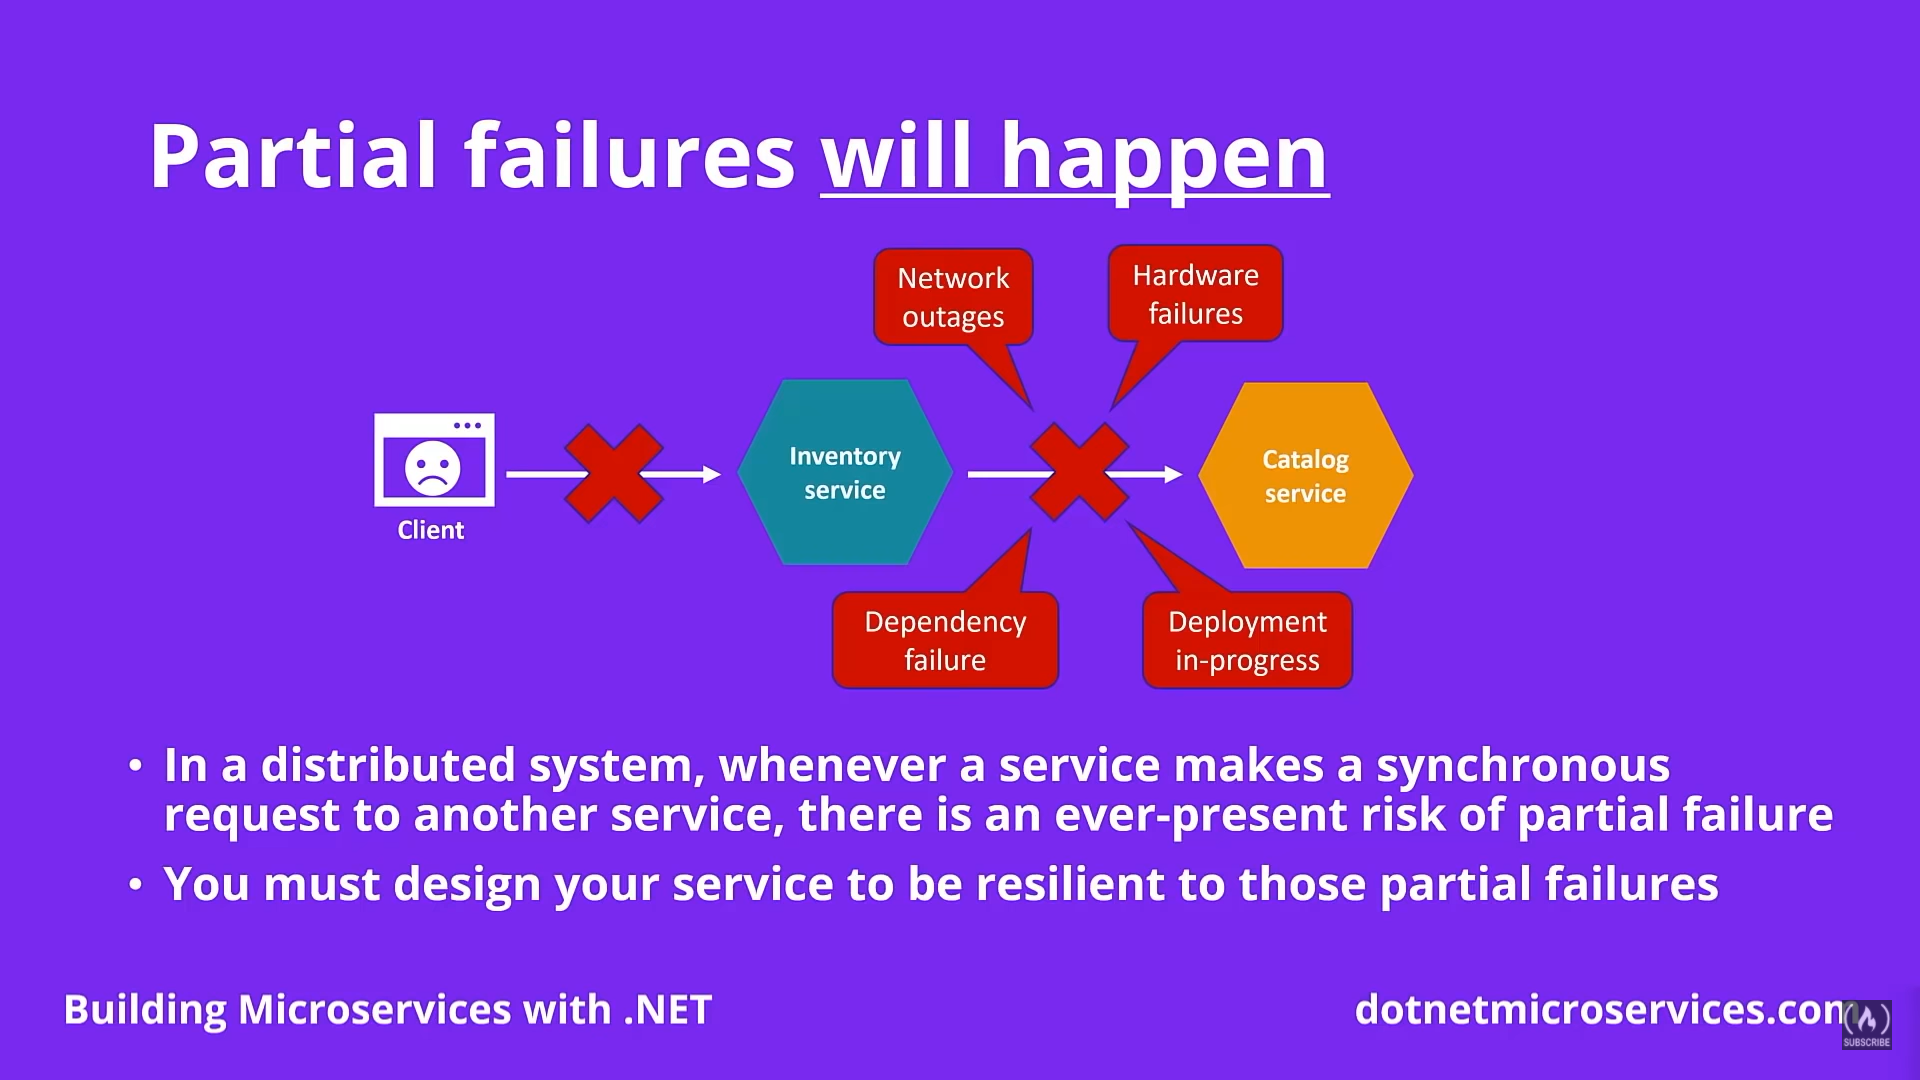 Partial failures will happen
Network
outages
Hardware
failures
Client
Inventory
service
Catalog
service
Dependency
failure
Deployment
in-progress
• In a distributed system, whenever a service makes a synchronous
request to another service, there is an ever-present risk of partial failure
• You must design your service to be resilient to those partial failures
Building Microservices with .NET
dotnetmicroservices.com
SUBSCRIBE